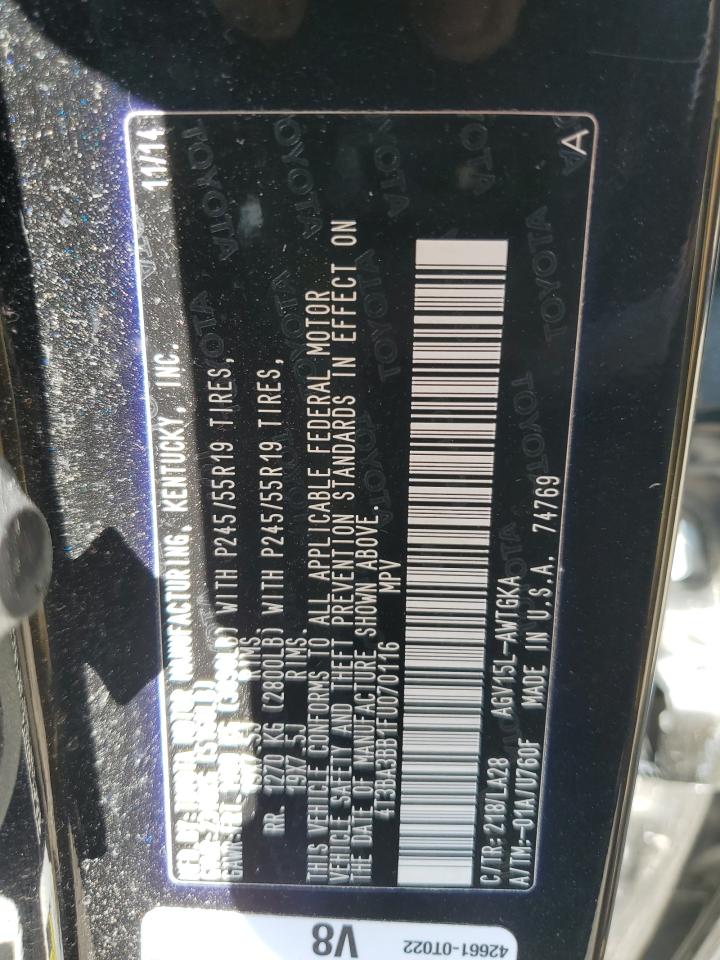 MFD BY: TOYOTA MOTOR MANUFACTURING, KENTUCKY, INC. 11/14
WITH P245/55R19 TIRES,
RIMS.
RR. 1270 KG (2800LB) WITH P245/55R19 TIRES,
19X7.5J RIMS.
THIS VEHICLE CONFORMS TO ALL APPLICABLE FEDERAL MOTOR
VEHICLE SAFETY AND THEFT PREVENTION STANDARDS IN EFFECT ON
THE DATE OF MANUFACTURE SHOWN ABOVE.
4T3BA3BB1FU070116 MPV
C/TR:218/LA28 AGV15L-AWTGKA
A/TM:-01A/U760F MADE IN U.S.A. 74769 A
V8
42661-0T022